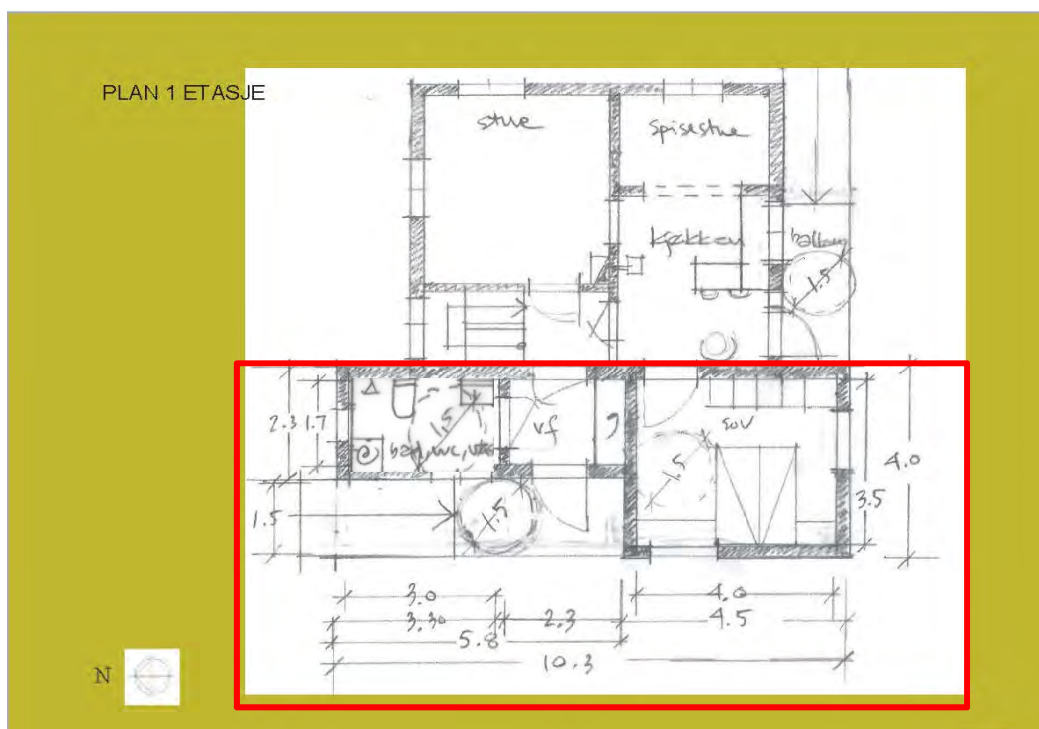 PLAN 1 ETASJE
stue
spisestue
kjøkken
balkong
1.5
2.3
1.7
1.5
bad, wc, vask
vf
g
sov
1.5
4.0
3.5
1.5
1.5
3.0
4.0
3.30
2.3
4.5
5.8
10.3
N